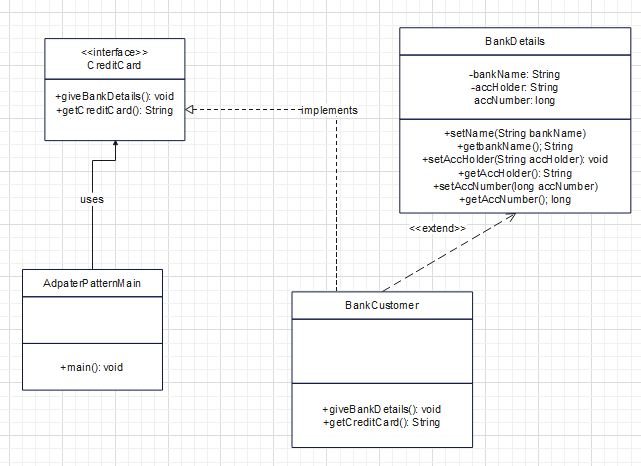 <<interface>>
CreditCard
+giveBankDetails(): void
+getCreditCard(): String
BankDetails
-bankName: String
-accHolder: String
accNumber: long
+setName(String bankName)
+getbankName(); String
+setAccHolder(String accHolder): void
+getAccHolder(): String
+setAccNumber(long accNumber)
+getAccNumber(); long
implements
uses
<<extend>>
AdpaterPatternMain
+main(): void
BankCustomer
+giveBankDetails(): void
+getCreditCard(): String